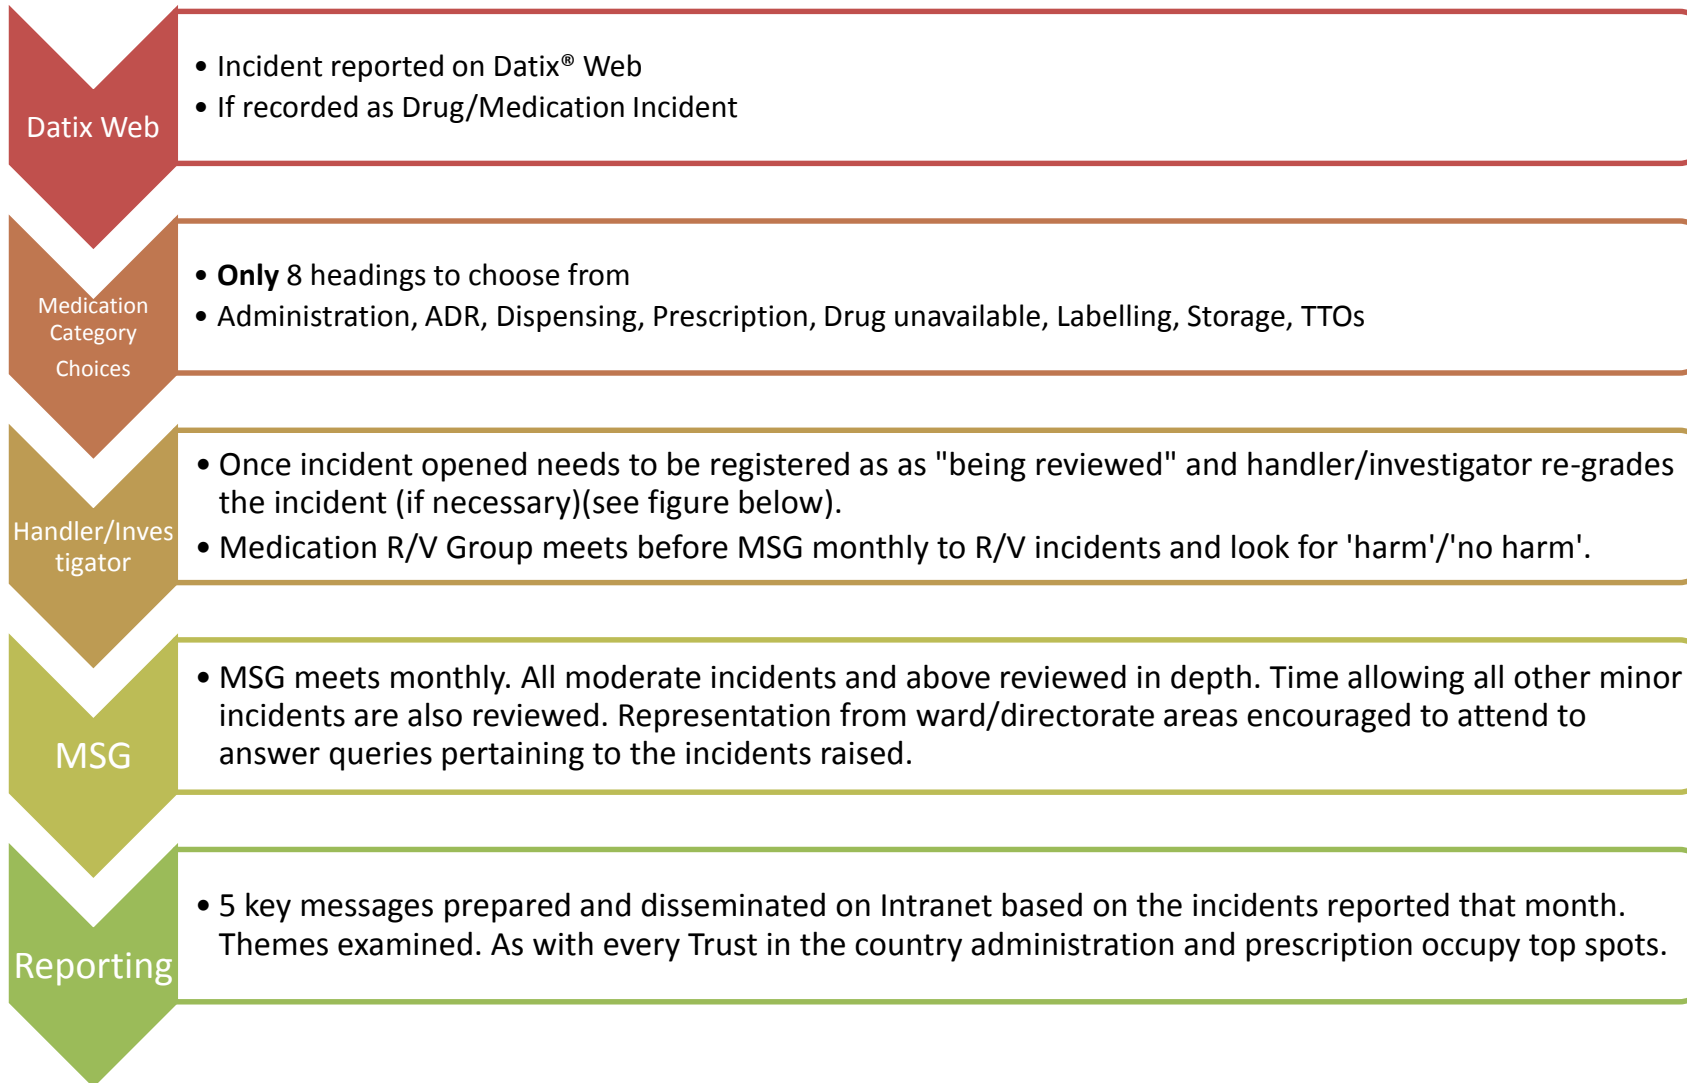 Datix Web
• Incident reported on Datix® Web
• If recorded as Drug/Medication Incident
Medication
Category
Choices
• Only 8 headings to choose from
• Administration, ADR, Dispensing, Prescription, Drug unavailable, Labelling, Storage, TTOs
Handler/Inves
tigator
• Once incident opened needs to be registered as as "being reviewed" and handler/investigator re-grades
the incident (if necessary)(see figure below).
• Medication R/V Group meets before MSG monthly to R/V incidents and look for 'harm'/'no harm'.
MSG
• MSG meets monthly. All moderate incidents and above reviewed in depth. Time allowing all other minor
incidents are also reviewed. Representation from ward/directorate areas encouraged to attend to
answer queries pertaining to the incidents raised.
Reporting
• 5 key messages prepared and disseminated on Intranet based on the incidents reported that month.
Themes examined. As with every Trust in the country administration and prescription occupy top spots.